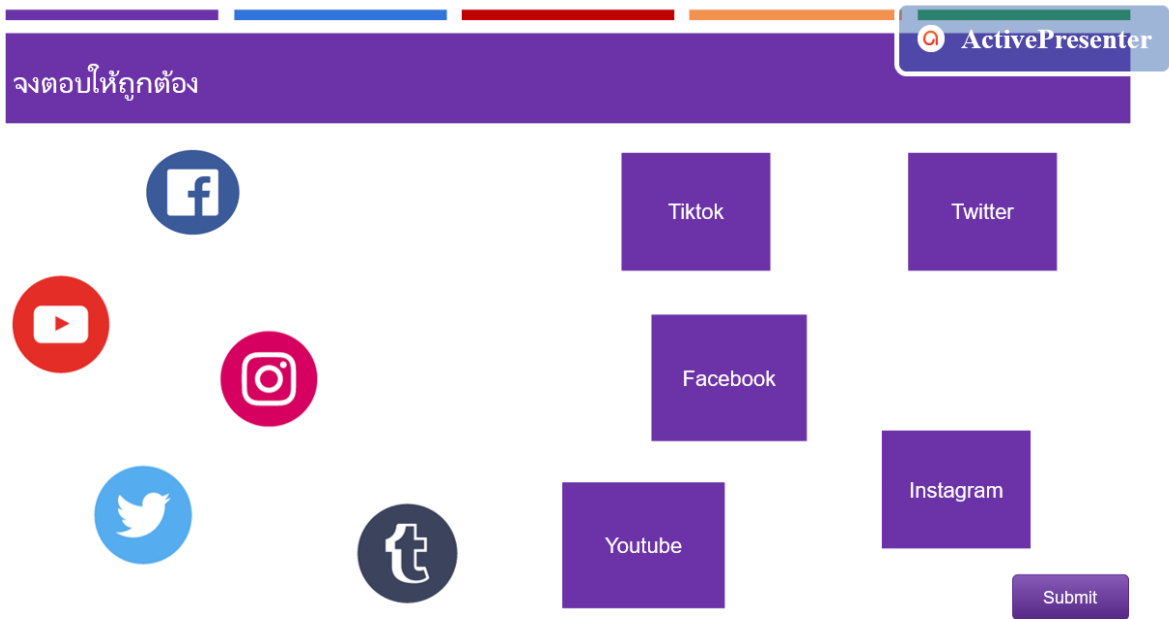 ActivePresenter
จงตอบให้ถูกต้อง
Tiktok
Twitter
Facebook
Instagram
Youtube
Submit